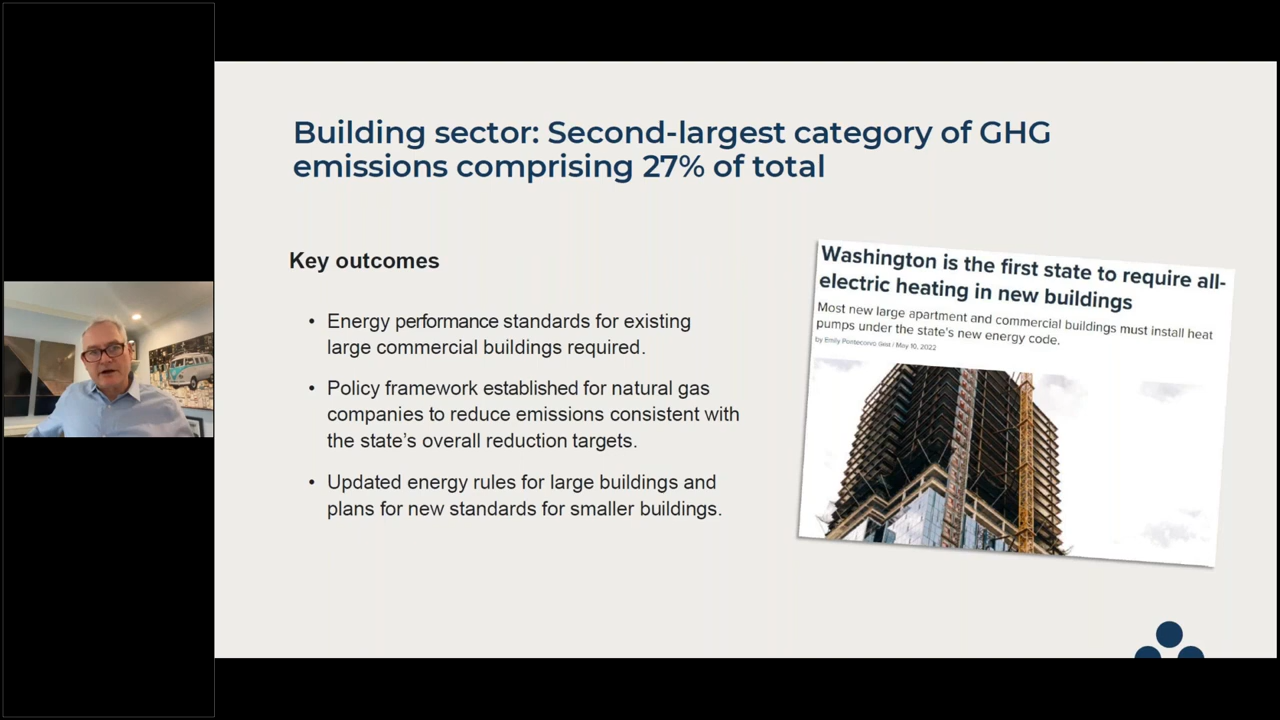 Building sector: Second-largest category of GHG
emissions comprising 27% of total
Key outcomes
• Energy performance standards for existing
large commercial buildings required.
• Policy framework established for natural gas
companies to reduce emissions consistent with
the state's overall reduction targets.
• Updated energy rules for large buildings and
plans for new standards for smaller buildings.
Washington is the first state to require all-
electric heating in new buildings
Most new large apartment and commercial buildings must install heat
pumps under the state's new energy code.
by Emily Pontecorvo Grist / May 10, 2022